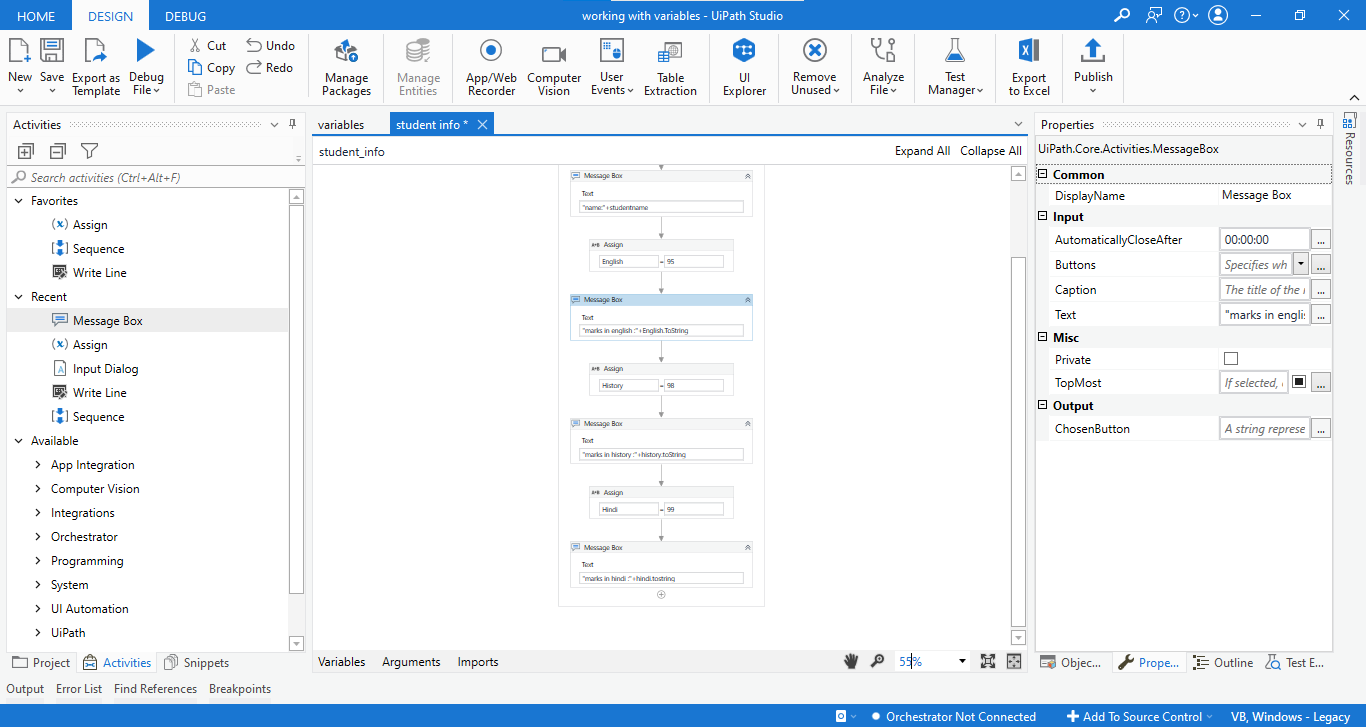 HOME DESIGN DEBUG working with variables - UiPath Studio
New Save Export as Template Debug File
Cut Copy Paste Undo Redo
Manage Packages Manage Entities App/Web Recorder Computer Vision User Events Table Extraction UI Explorer Remove Unused Analyze File Test Manager Export to Excel Publish
Activities
Search activities (Ctrl+Alt+F)
Favorites
Assign
Sequence
Write Line
Recent
Message Box
Assign
Input Dialog
Write Line
Sequence
Available
App Integration
Computer Vision
Integrations
Orchestrator
Programming
System
UI Automation
UiPath
Project Activities Snippets
variables student info *
student_info Expand All Collapse All
Message Box
Text
"name:"+studentname
A+B Assign
English = 95
Message Box
Text
"marks in english :"+English.ToString
A+B Assign
History = 98
Message Box
Text
"marks in history :"+history.toString
A+B Assign
Hindi = 99
Message Box
Text
"marks in hindi :"+hindi.tostring
Variables Arguments Imports 55%
Properties
UiPath.Core.Activities.MessageBox
Common
DisplayName Message Box
Input
AutomaticallyCloseAfter 00:00:00 ...
Buttons Specifies wh ...
Caption The title of the ...
Text "marks in englis ...
Misc
Private
TopMost If selected, ...
Output
ChosenButton A string represe ...
Objec... Prope... Outline Test E...
Resources
Output Error List Find References Breakpoints
Orchestrator Not Connected Add To Source Control VB, Windows - Legacy